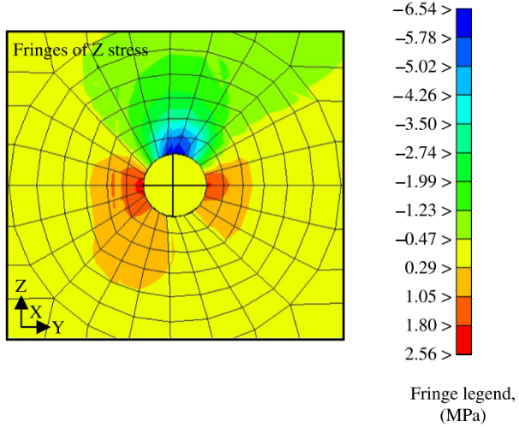 Fringes of Z stress
Z
X
Y
−6.54 >
−5.78 >
−5.02 >
−4.26 >
−3.50 >
−2.74 >
−1.99 >
−1.23 >
−0.47 >
0.29 >
1.05 >
1.80 >
2.56 >
Fringe legend,
(MPa)